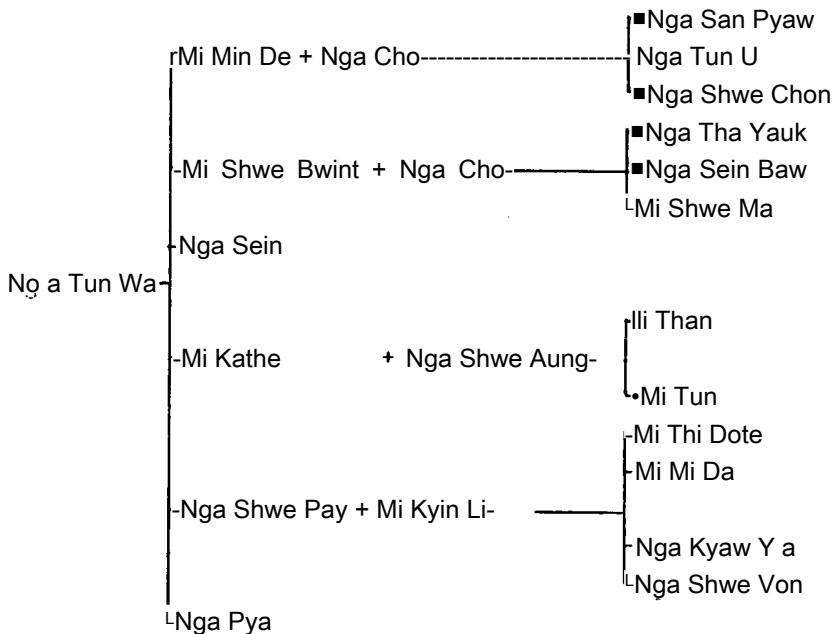 Nga San Pyaw
Mi Min De + Nga Cho
Nga Tun U
Nga Shwe Chon
Nga Tha Yauk
Mi Shwe Bwint + Nga Cho
Nga Sein Baw
Mi Shwe Ma
Nga Sein
No a Tun Wa
lli Than
Mi Kathe + Nga Shwe Aung
Mi Tun
Mi Thi Dote
Mi Mi Da
Nga Shwe Pay + Mi Kyin Li
Nga Kyaw Y a
Nga Shwe Von
Nga Pya